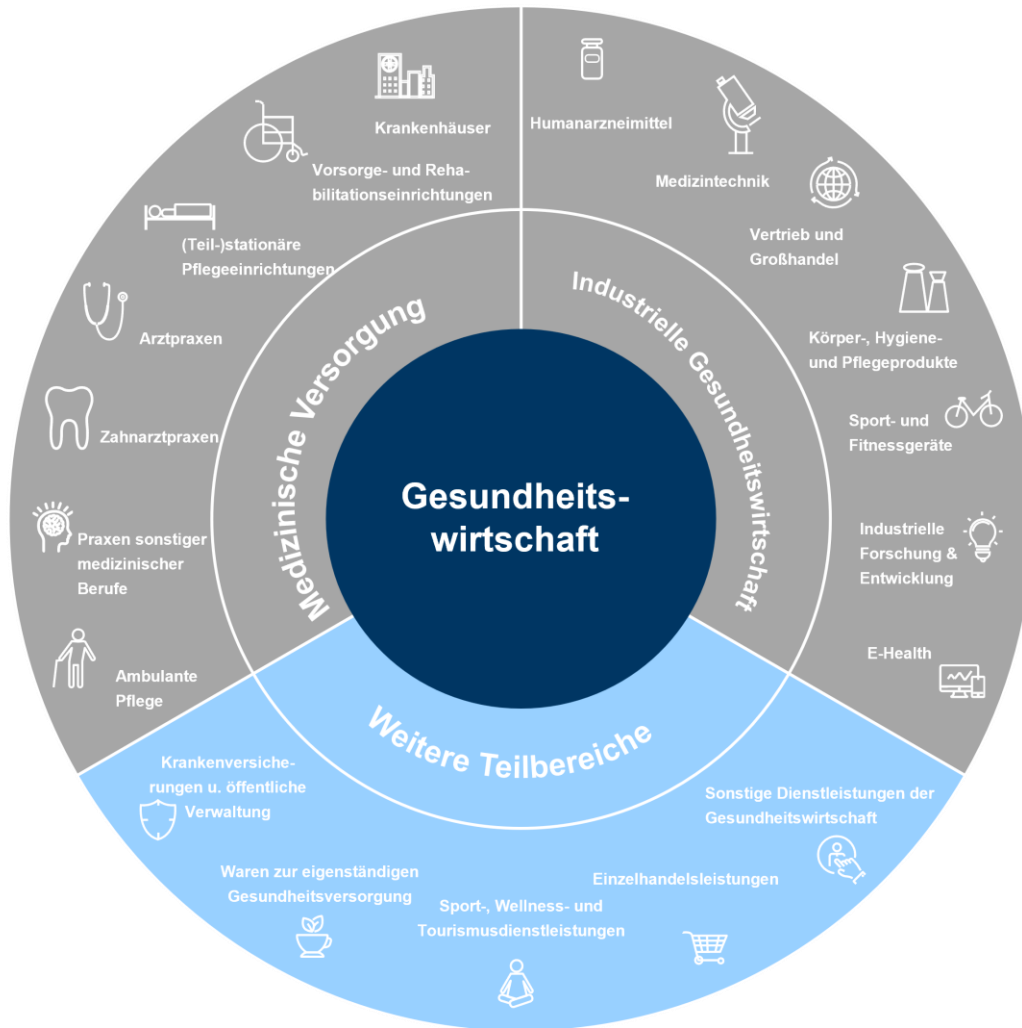 Krankenhäuser
Vorsorge- und Reha-
bilitationseinrichtungen
(Teil-)stationäre
Pflegeeinrichtungen
Arztpraxen
Zahnarztpraxen
Praxen sonstiger
medizinischer
Berufe
Ambulante
Pflege
Medizinische Versorgung
Humanarzneimittel
Medizintechnik
Vertrieb und
Großhandel
Körper-, Hygiene-
und Pflegeprodukte
Sport- und
Fitnessgeräte
Industrielle
Forschung &
Entwicklung
E-Health
Industrielle Gesundheitswirtschaft
Gesundheits-
wirtschaft
Weitere Teilbereiche
Krankenversiche-
rungen u. öffentliche
Verwaltung
Waren zur eigenständigen
Gesundheitsversorgung
Sport-, Wellness- und
Tourismusdienstleistungen
Einzelhandelsleistungen
Sonstige Dienstleistungen der
Gesundheitswirtschaft